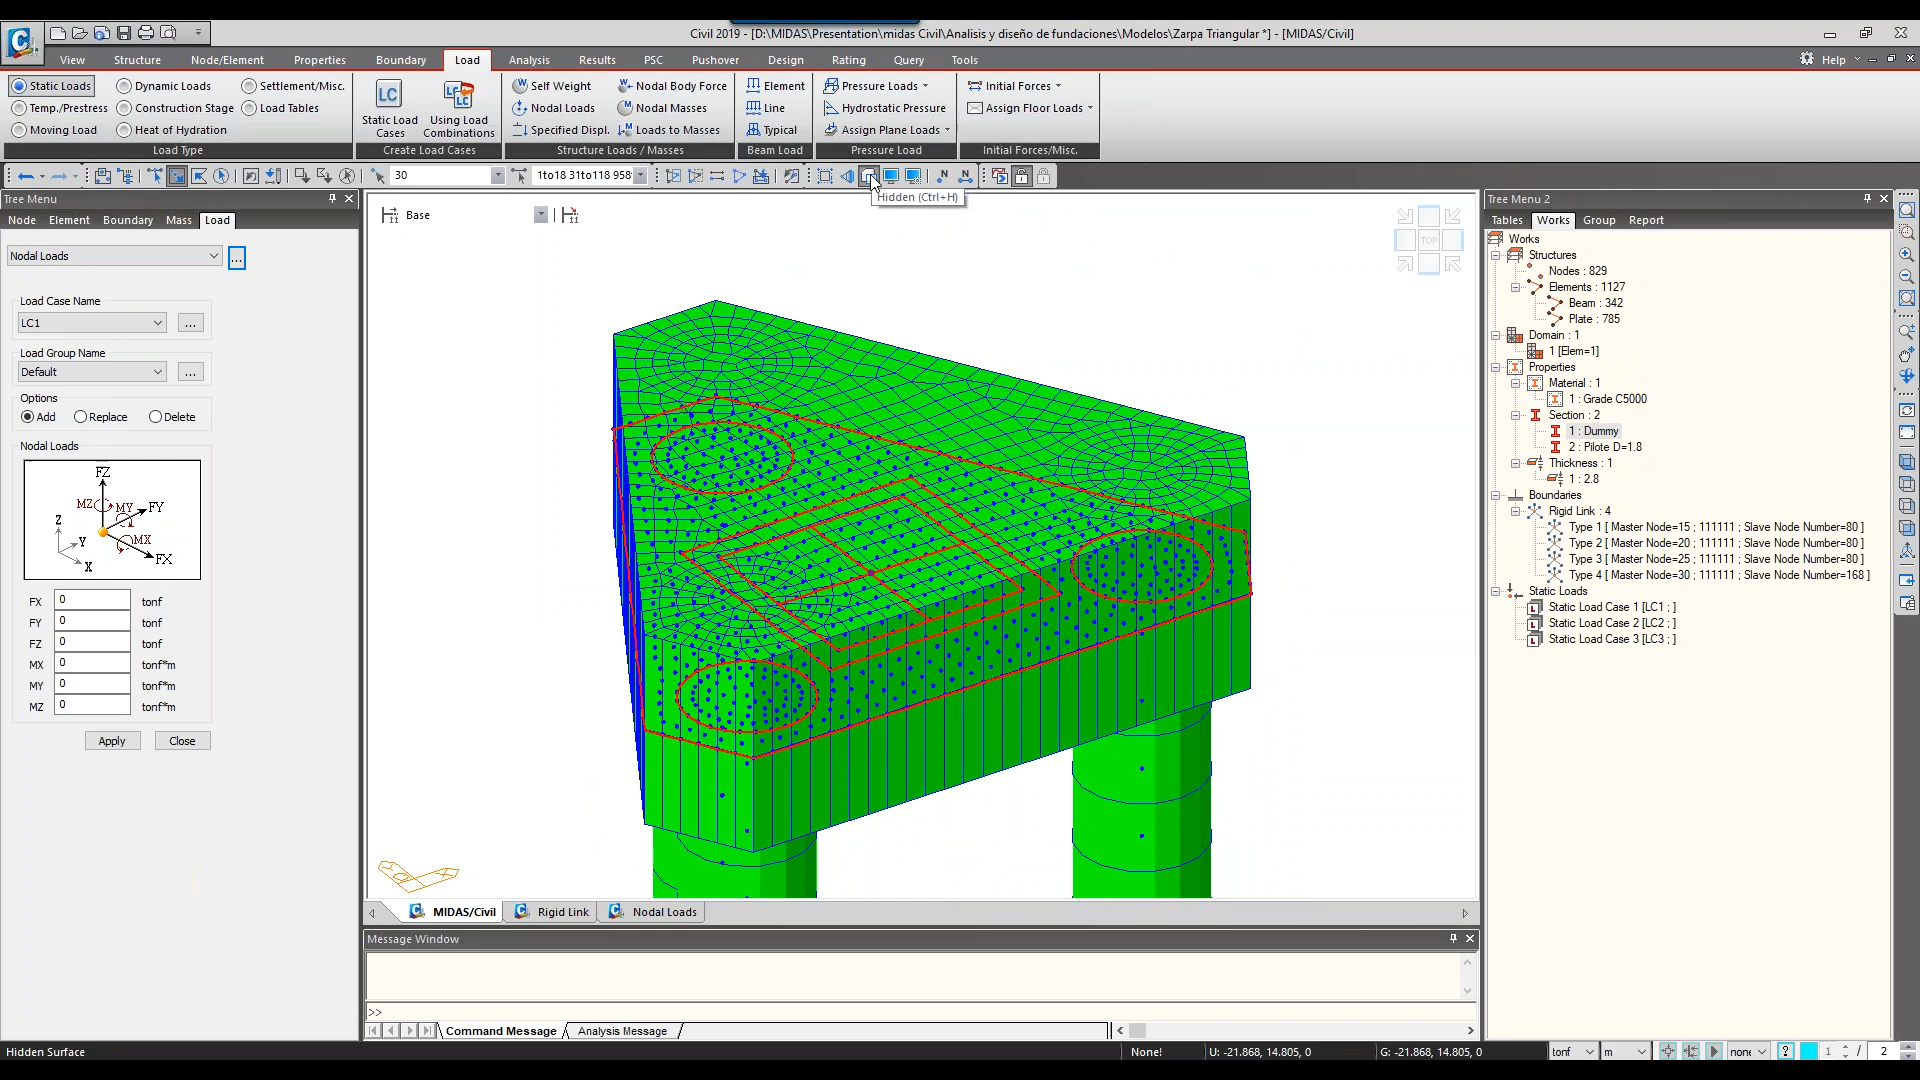 Civil 2019 - [D:\MIDAS\Presentation\midas Civil\Analisis y diseño de fundaciones\Modelos\Zarpa Triangular *] - [MIDAS/Civil]
View Structure Node/Element Properties Boundary Load Analysis Results PSC Pushover Design Rating Query Tools Help
Static Loads Dynamic Loads Settlement/Misc.
Temp./Prestress Construction Stage Load Tables
Moving Load Heat of Hydration
Load Type
LC
Static Load
Cases
Using Load
Combinations
Create Load Cases
Self Weight Nodal Body Force
Nodal Loads Nodal Masses
Specified Displ. Loads to Masses
Structure Loads / Masses
Element
Line
Typical
Beam Load
Pressure Loads
Hydrostatic Pressure
Assign Plane Loads
Pressure Load
Initial Forces
Assign Floor Loads
Initial Forces/Misc.
30
1to18 31to118 958
Hidden (Ctrl+H)
Tree Menu
Node Element Boundary Mass Load
Nodal Loads ...
Load Case Name
LC1 ...
Load Group Name
Default ...
Options
Add Replace Delete
Nodal Loads
FZ
MZ MY FY
Z
Y
MX
FX
X
FX 0 tonf
FY 0 tonf
FZ 0 tonf
MX 0 tonf*m
MY 0 tonf*m
MZ 0 tonf*m
Apply Close
Base
TOP
MIDAS/Civil Rigid Link Nodal Loads
Message Window
>>
Command Message Analysis Message
Tree Menu 2
Tables Works Group Report
Works
Structures
Nodes : 829
Elements : 1127
Beam : 342
Plate : 785
Domain : 1
1 [Elem=1]
Properties
Material : 1
1 : Grade C5000
Section : 2
1 : Dummy
2 : Pilote D=1.8
Thickness : 1
1 : 2.8
Boundaries
Rigid Link : 4
Type 1 [ Master Node=15 ; 111111 ; Slave Node Number=80 ]
Type 2 [ Master Node=20 ; 111111 ; Slave Node Number=80 ]
Type 3 [ Master Node=25 ; 111111 ; Slave Node Number=80 ]
Type 4 [ Master Node=30 ; 111111 ; Slave Node Number=168 ]
Static Loads
Static Load Case 1 [LC1 ; ]
Static Load Case 2 [LC2 ; ]
Static Load Case 3 [LC3 ; ]
Hidden Surface
None! U: -21.868, 14.805, 0 G: -21.868, 14.805, 0 tonf m none ? 1 / 2